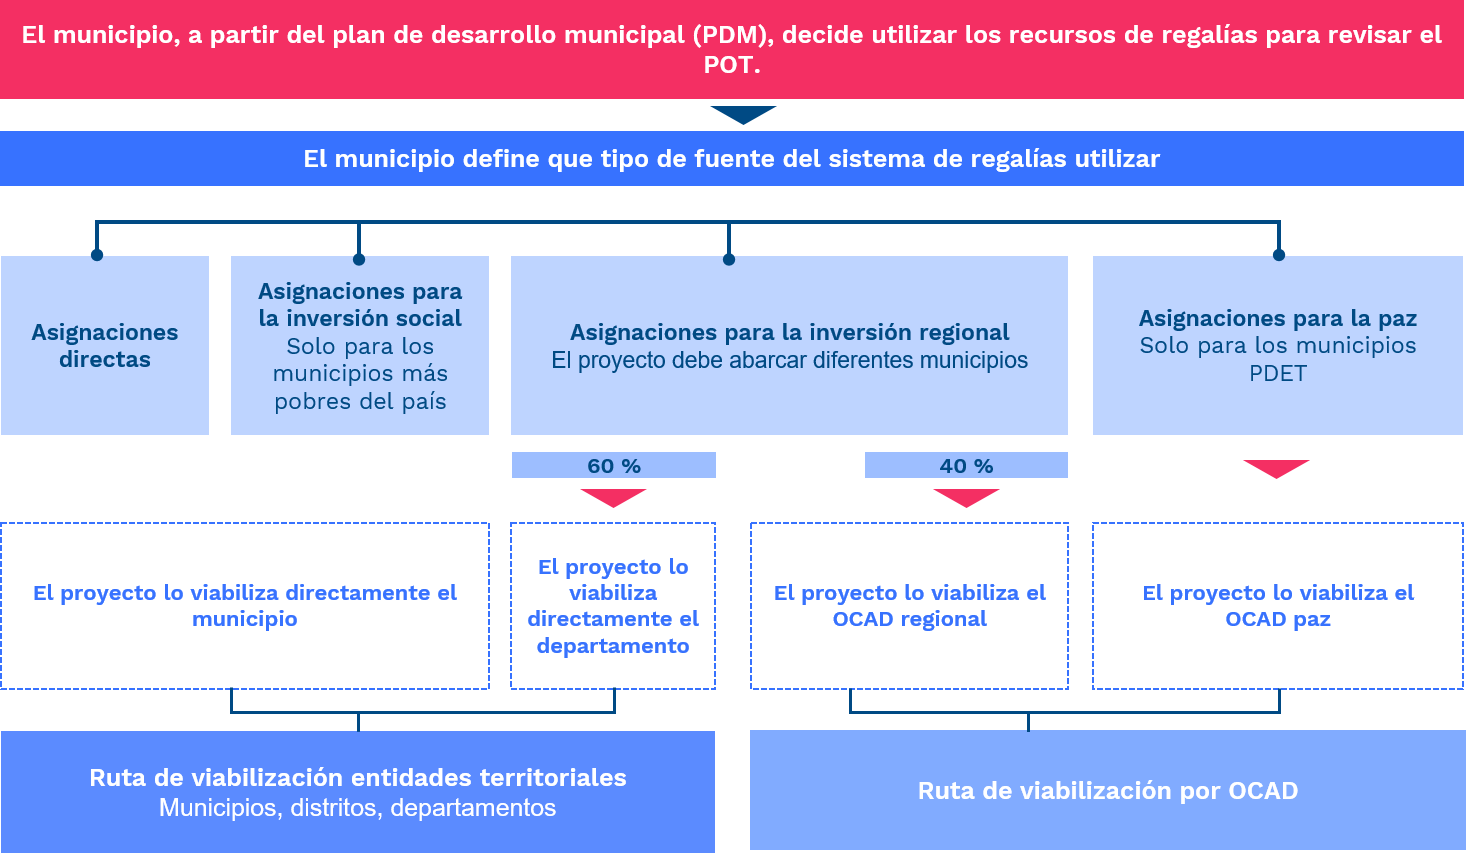 El municipio, a partir del plan de desarrollo municipal (PDM), decide utilizar los recursos de regalías para revisar el
POT.
El municipio define que tipo de fuente del sistema de regalías utilizar
Asignaciones
directas
Asignaciones para
la inversión social
Solo para los
municipios más
pobres del país
Asignaciones para la inversión regional
El proyecto debe abarcar diferentes municipios
Asignaciones para la paz
Solo para los municipios
PDET
60 %
40 %
El proyecto lo viabiliza directamente el
municipio
El proyecto lo
viabiliza
directamente el
departamento
El proyecto lo viabiliza el
OCAD regional
El proyecto lo viabiliza el
OCAD paz
Ruta de viabilización entidades territoriales
Municipios, distritos, departamentos
Ruta de viabilización por OCAD